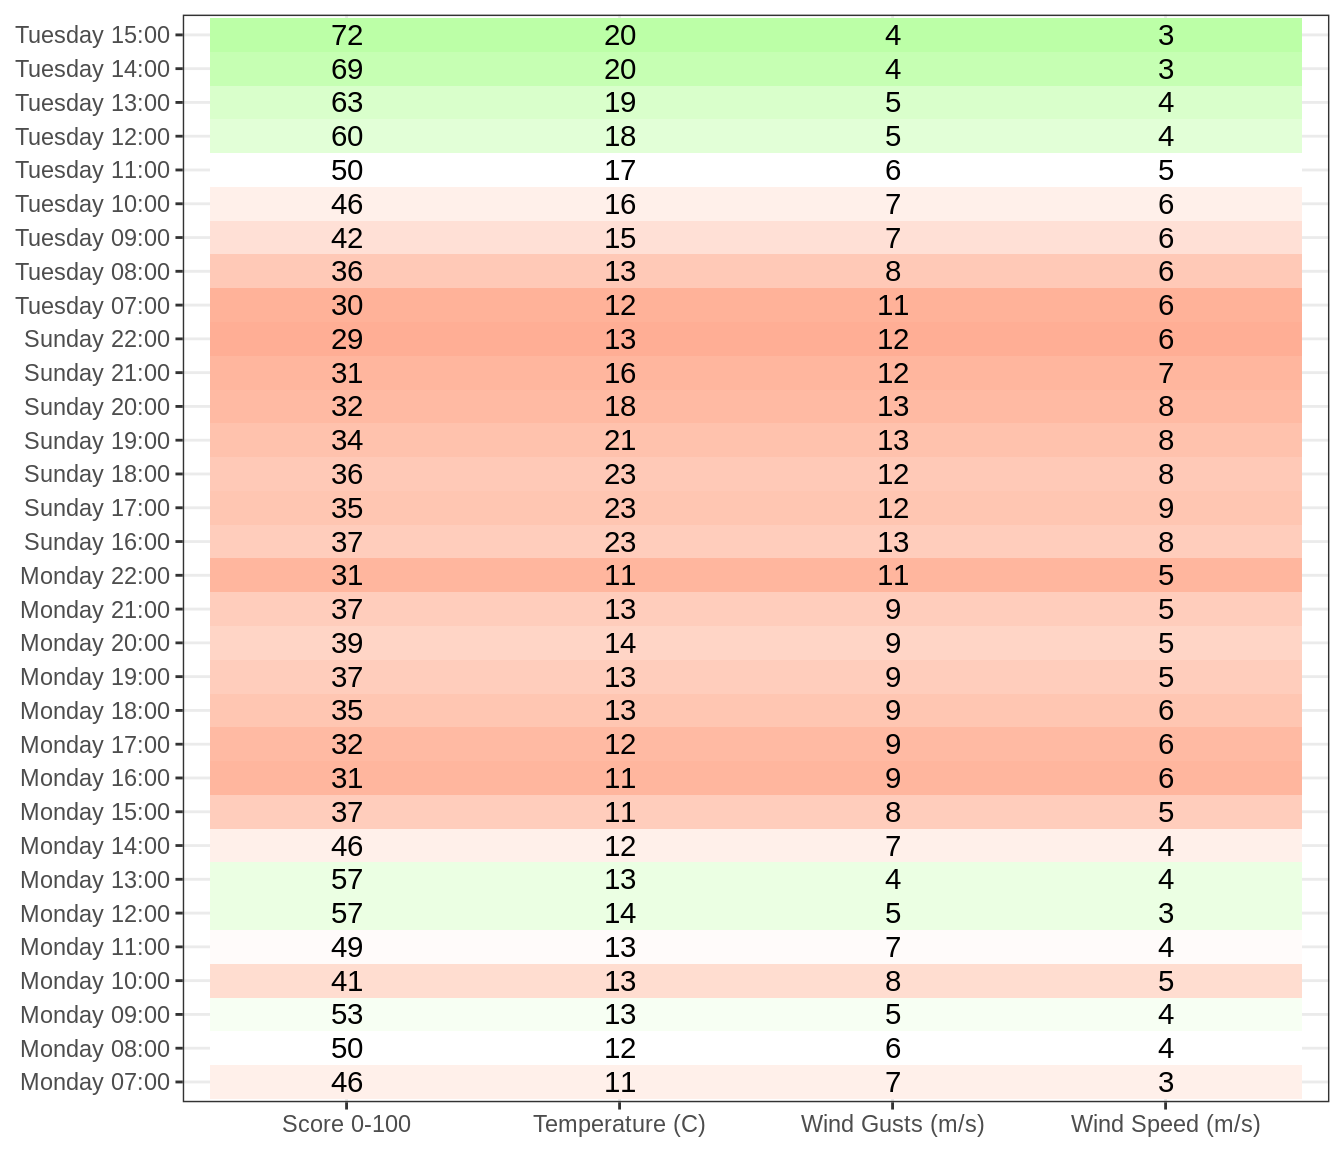 Tuesday 15:00 72 20 4 3
Tuesday 14:00 69 20 4 3
Tuesday 13:00 63 19 5 4
Tuesday 12:00 60 18 5 4
Tuesday 11:00 50 17 6 5
Tuesday 10:00 46 16 7 6
Tuesday 09:00 42 15 7 6
Tuesday 08:00 36 13 8 6
Tuesday 07:00 30 12 11 6
Sunday 22:00 29 13 12 6
Sunday 21:00 31 16 12 7
Sunday 20:00 32 18 13 8
Sunday 19:00 34 21 13 8
Sunday 18:00 36 23 12 8
Sunday 17:00 35 23 12 9
Sunday 16:00 37 23 13 8
Monday 22:00 31 11 11 5
Monday 21:00 37 13 9 5
Monday 20:00 39 14 9 5
Monday 19:00 37 13 9 5
Monday 18:00 35 13 9 6
Monday 17:00 32 12 9 6
Monday 16:00 31 11 9 6
Monday 15:00 37 11 8 5
Monday 14:00 46 12 7 4
Monday 13:00 57 13 4 4
Monday 12:00 57 14 5 3
Monday 11:00 49 13 7 4
Monday 10:00 41 13 8 5
Monday 09:00 53 13 5 4
Monday 08:00 50 12 6 4
Monday 07:00 46 11 7 3
Score 0-100 Temperature (C) Wind Gusts (m/s) Wind Speed (m/s)